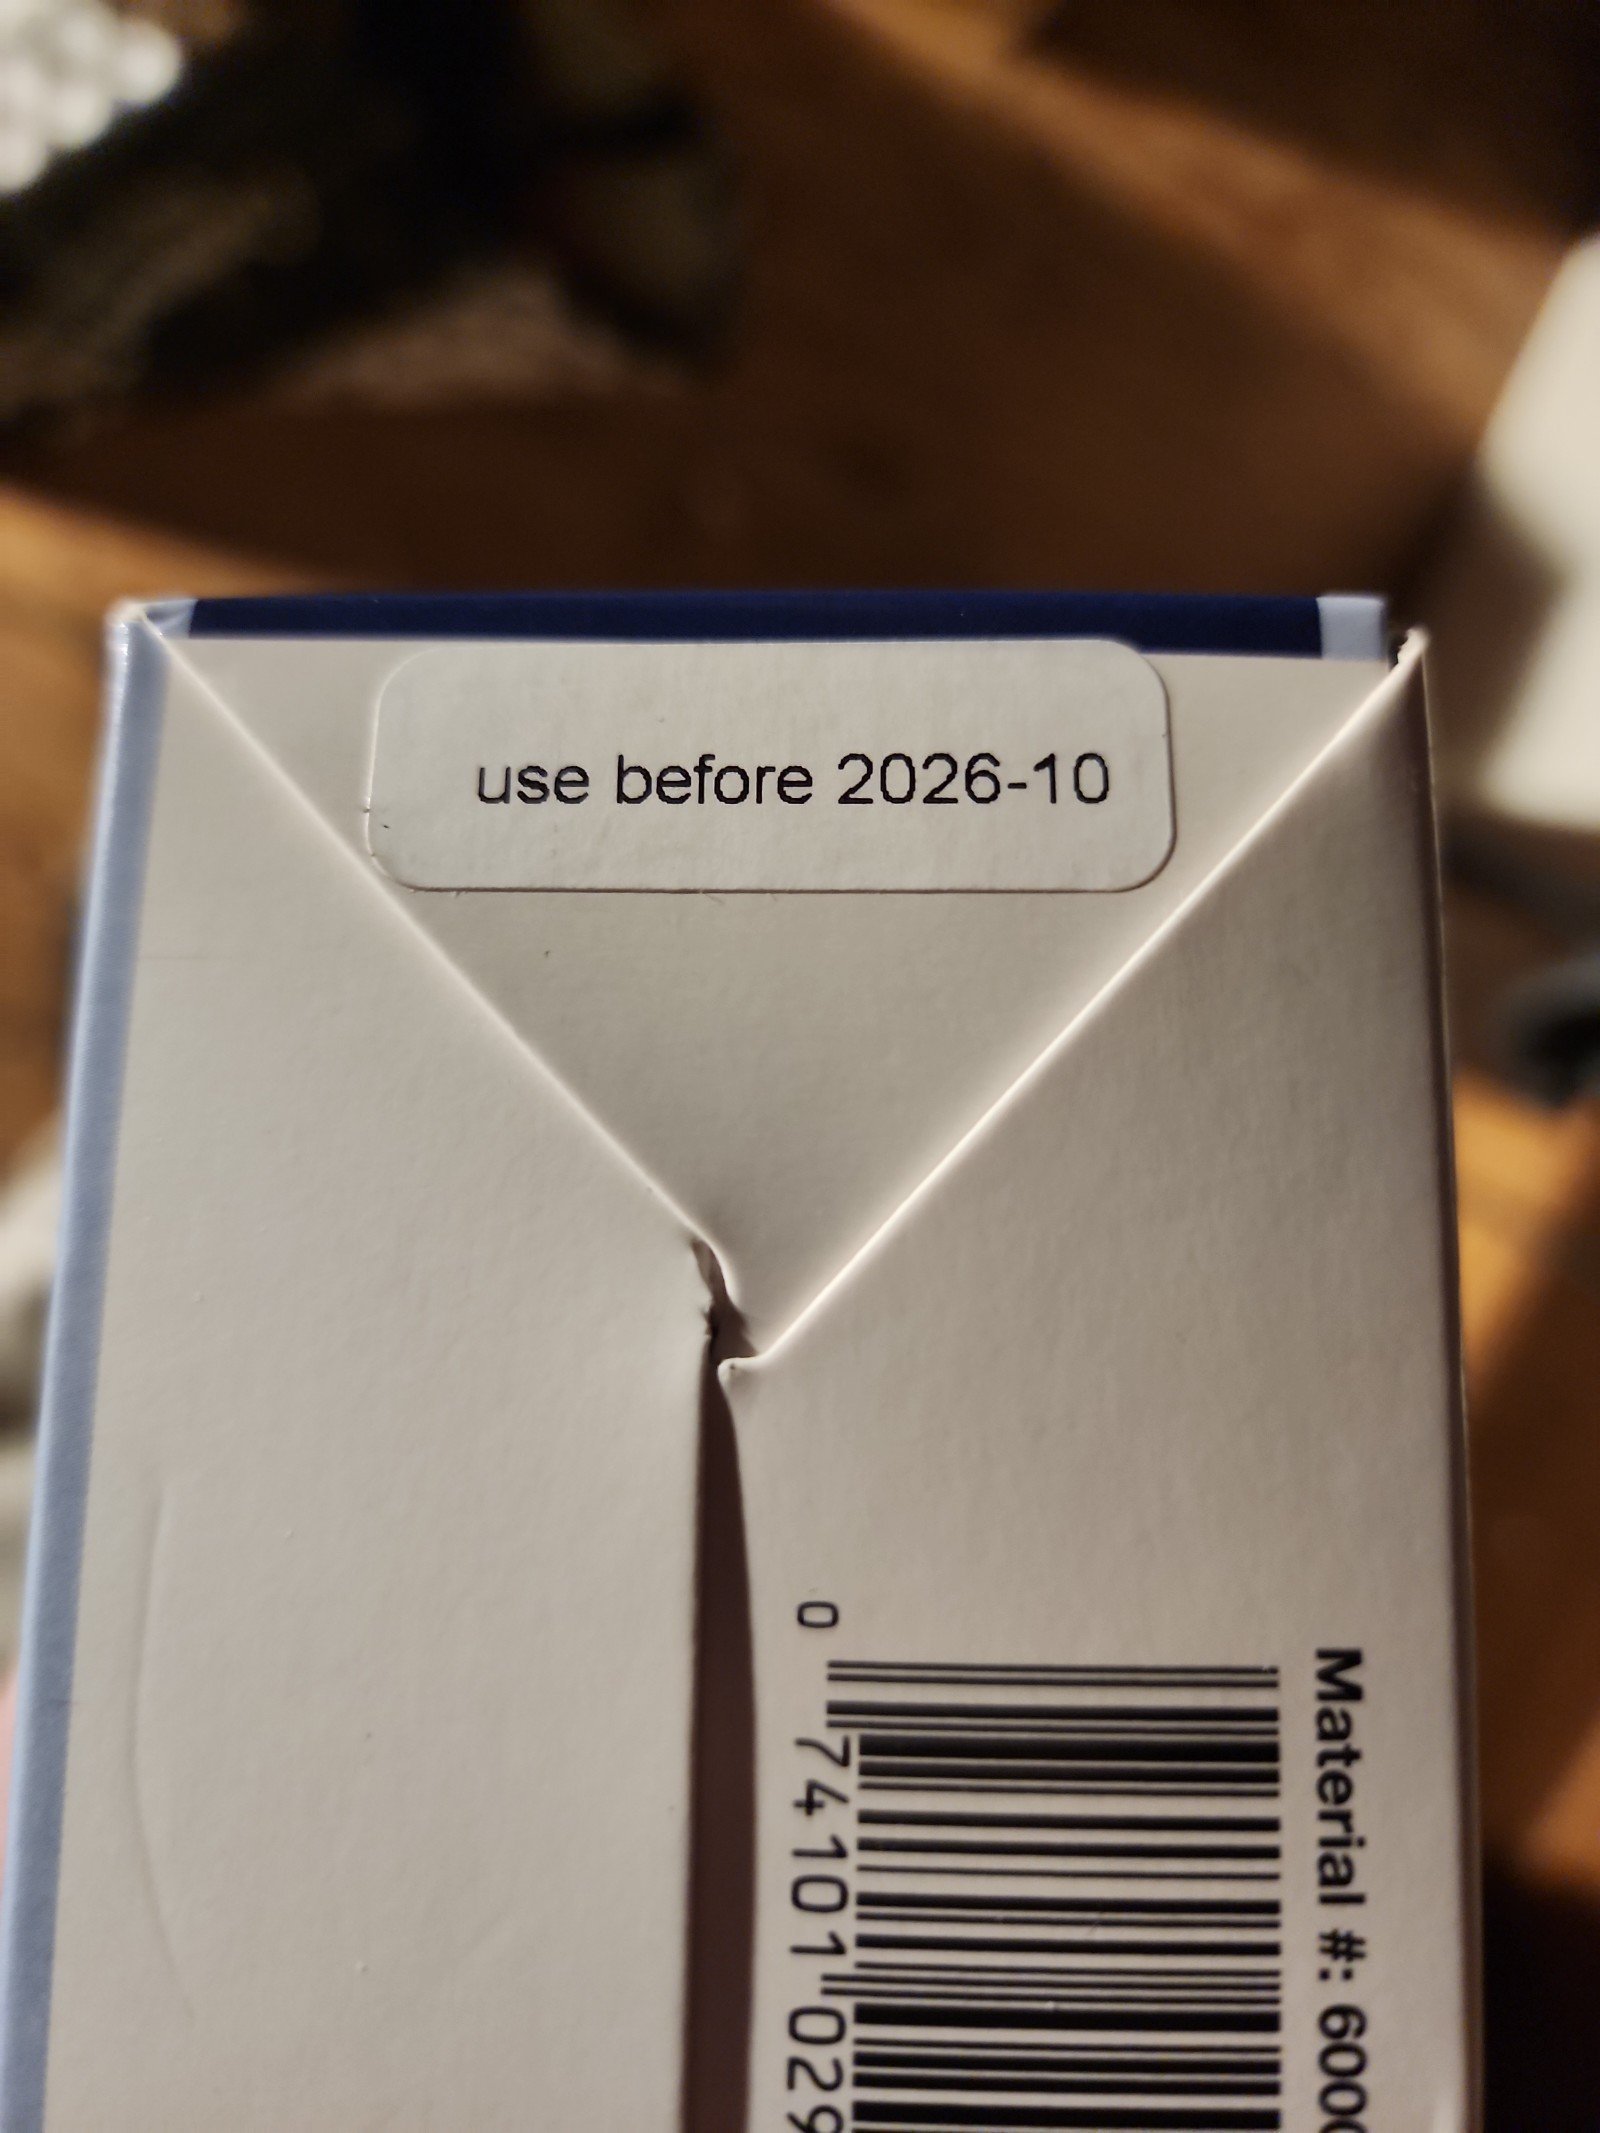 use before 2026-10
0 74101 029
Material #: 600